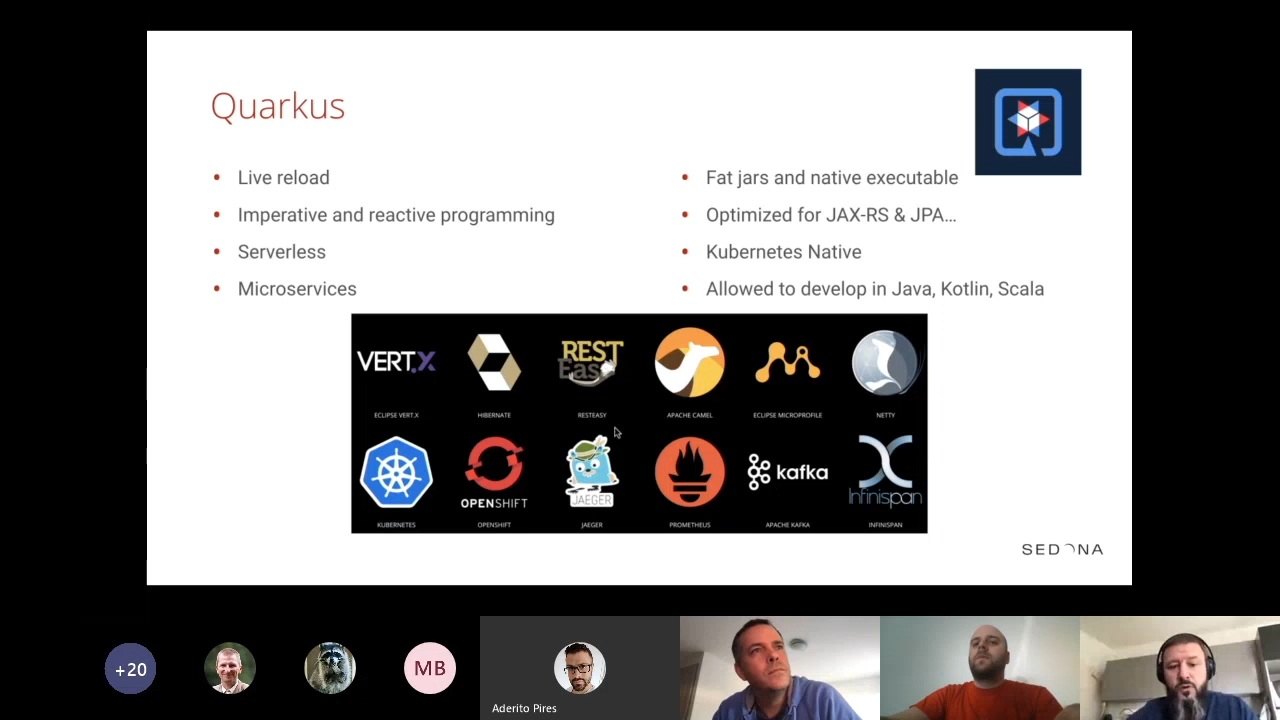 Quarkus
• Live reload
• Imperative and reactive programming
• Serverless
• Microservices
• Fat jars and native executable
• Optimized for JAX-RS & JPA...
• Kubernetes Native
• Allowed to develop in Java, Kotlin, Scala
VERT.X
REST
Easy
ECLIPSE VERT.X
HIBERNATE
RESTEASY
APACHE CAMEL
ECLIPSE MICROPROFILE
NETTY
OPENSHIFT
JAEGER
kafka
Infinispan
KUBERNETES
OPENSHIFT
JAEGER
PROMETHEUS
APACHE KAFKA
INFINISPAN
SEDONA
+20
MB
Aderito Pires